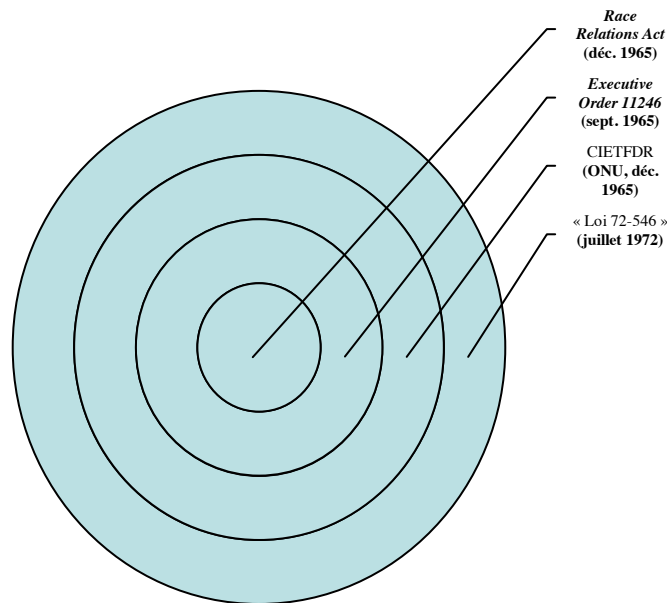 Race
Relations Act
(déc. 1965)
Executive
Order 11246
(sept. 1965)
CIETFDR
(ONU, déc.
1965)
« Loi 72-546 »
(juillet 1972)